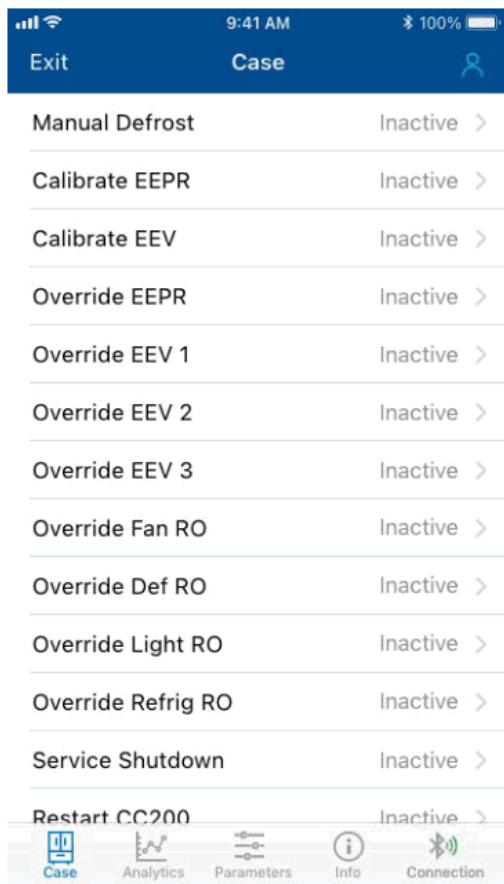 9:41 AM 100%
Exit Case
Manual Defrost Inactive
Calibrate EEPR Inactive
Calibrate EEV Inactive
Override EEPR Inactive
Override EEV 1 Inactive
Override EEV 2 Inactive
Override EEV 3 Inactive
Override Fan RO Inactive
Override Def RO Inactive
Override Light RO Inactive
Override Refrig RO Inactive
Service Shutdown Inactive
Restart CC200 Inactive
Case Analytics Parameters Info Connection